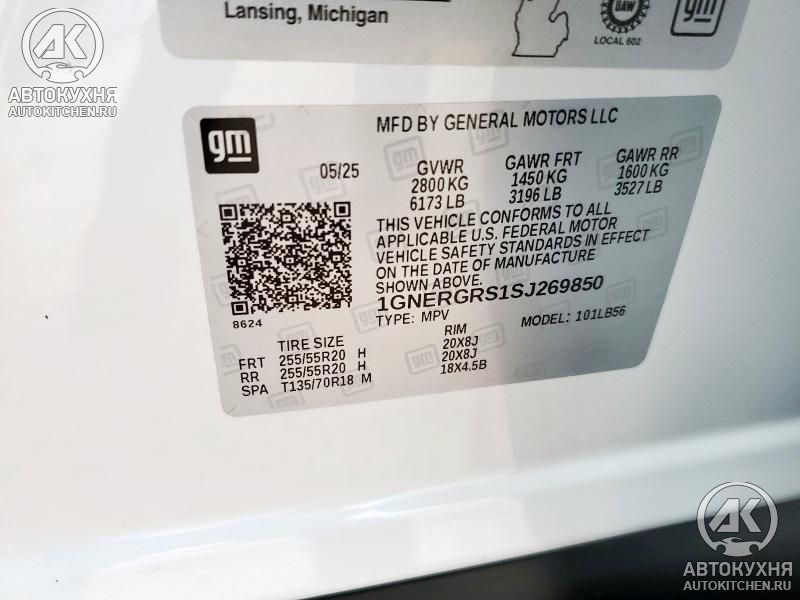 Lansing, Michigan
UAW
LOCAL 602
gm
AK
АВТОКУХНЯ
AUTOKITCHEN.RU
gm
MFD BY GENERAL MOTORS LLC
05/25
GVWR
2800 KG
6173 LB
GAWR FRT
1450 KG
3196 LB
GAWR RR
1600 KG
3527 LB
THIS VEHICLE CONFORMS TO ALL
APPLICABLE U.S. FEDERAL MOTOR
VEHICLE SAFETY STANDARDS IN EFFECT
ON THE DATE OF MANUFACTURE
SHOWN ABOVE.
1GNERGRS1SJ269850
TYPE: MPV MODEL: 101LB56
8624
TIRE SIZE RIM
FRT 255/55R20 H 20X8J
RR 255/55R20 H 20X8J
SPA T135/70R18 M 18X4.5B
AK
АВТОКУХНЯ
AUTOKITCHEN.RU